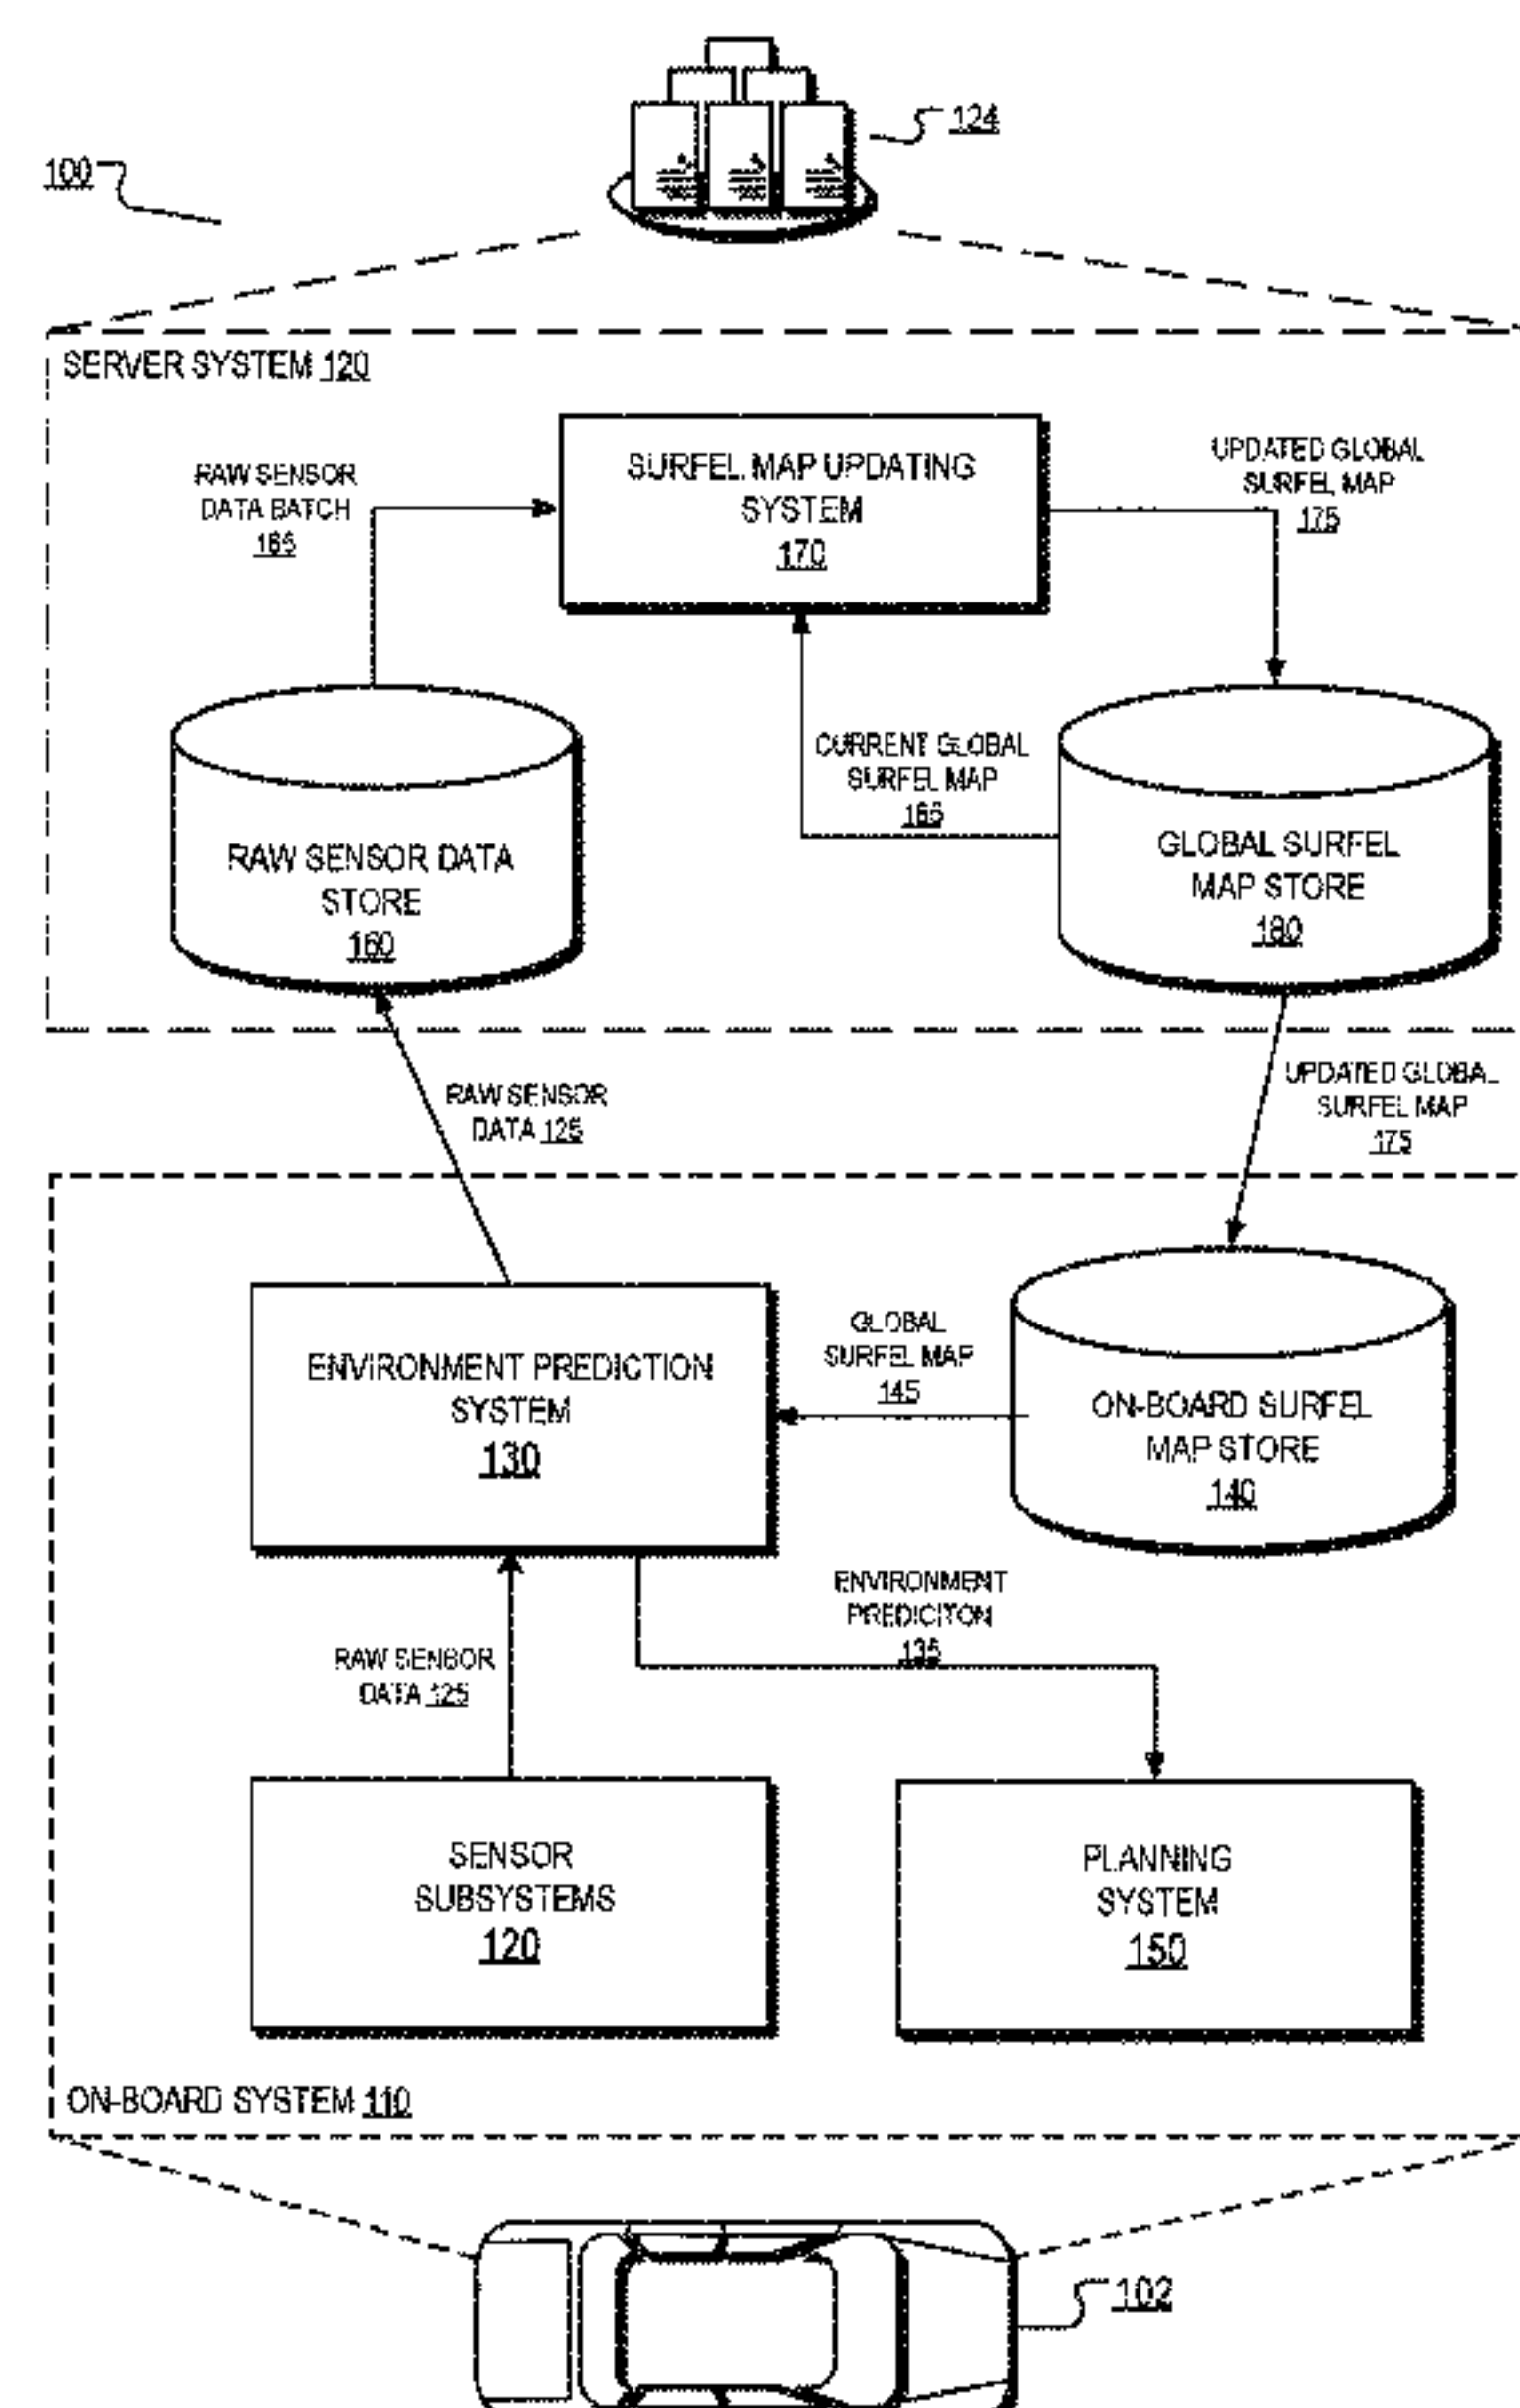 124
100
SERVER SYSTEM 120
RAW SENSOR
DATA BATCH
165
SURFEL MAP UPDATING
SYSTEM
170
UPDATED GLOBAL
SURFEL MAP
175
CURRENT GLOBAL
SURFEL MAP
185
RAW SENSOR DATA
STORE
160
GLOBAL SURFEL
MAP STORE
180
RAW SENSOR
DATA 125
UPDATED GLOBAL
SURFEL MAP
175
ENVIRONMENT PREDICTION
SYSTEM
130
GLOBAL
SURFEL MAP
145
ON-BOARD SURFEL
MAP STORE
140
ENVIRONMENT
PREDICITON
135
RAW SENSOR
DATA 125
SENSOR
SUBSYSTEMS
120
PLANNING
SYSTEM
150
ON-BOARD SYSTEM 110
102